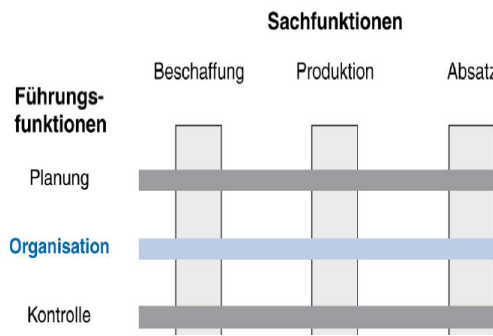 Sachfunktionen
Beschaffung Produktion Absatz
Führungs-
funktionen
Planung
Organisation
Kontrolle